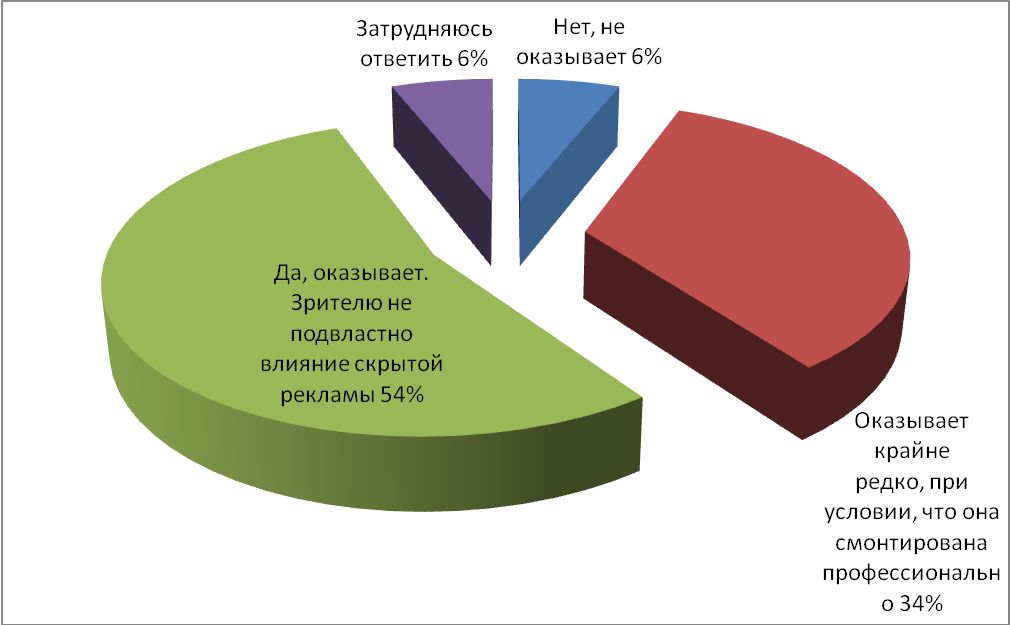 Затрудняюсь
ответить 6%
Нет, не
оказывает 6%
Да, оказывает.
Зрителю не
подвластно
влияние скрытой
рекламы 54%
Оказывает
крайне
редко, при
условии, что она
смонтирована
профессиональн
о 34%